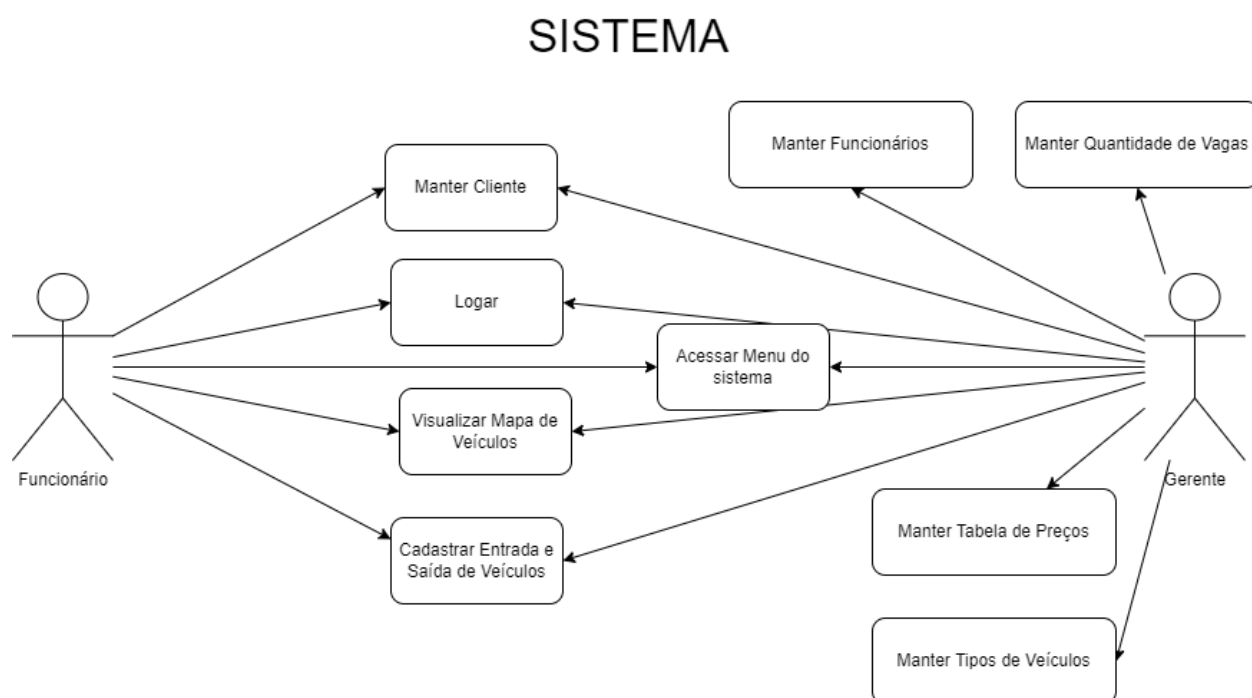 SISTEMA
Manter Funcionários
Manter Quantidade de Vagas
Manter Cliente
Logar
Acessar Menu do
sistema
Visualizar Mapa de
Veículos
Funcionário
Gerente
Cadastrar Entrada e
Saída de Veículos
Manter Tabela de Preços
Manter Tipos de Veículos